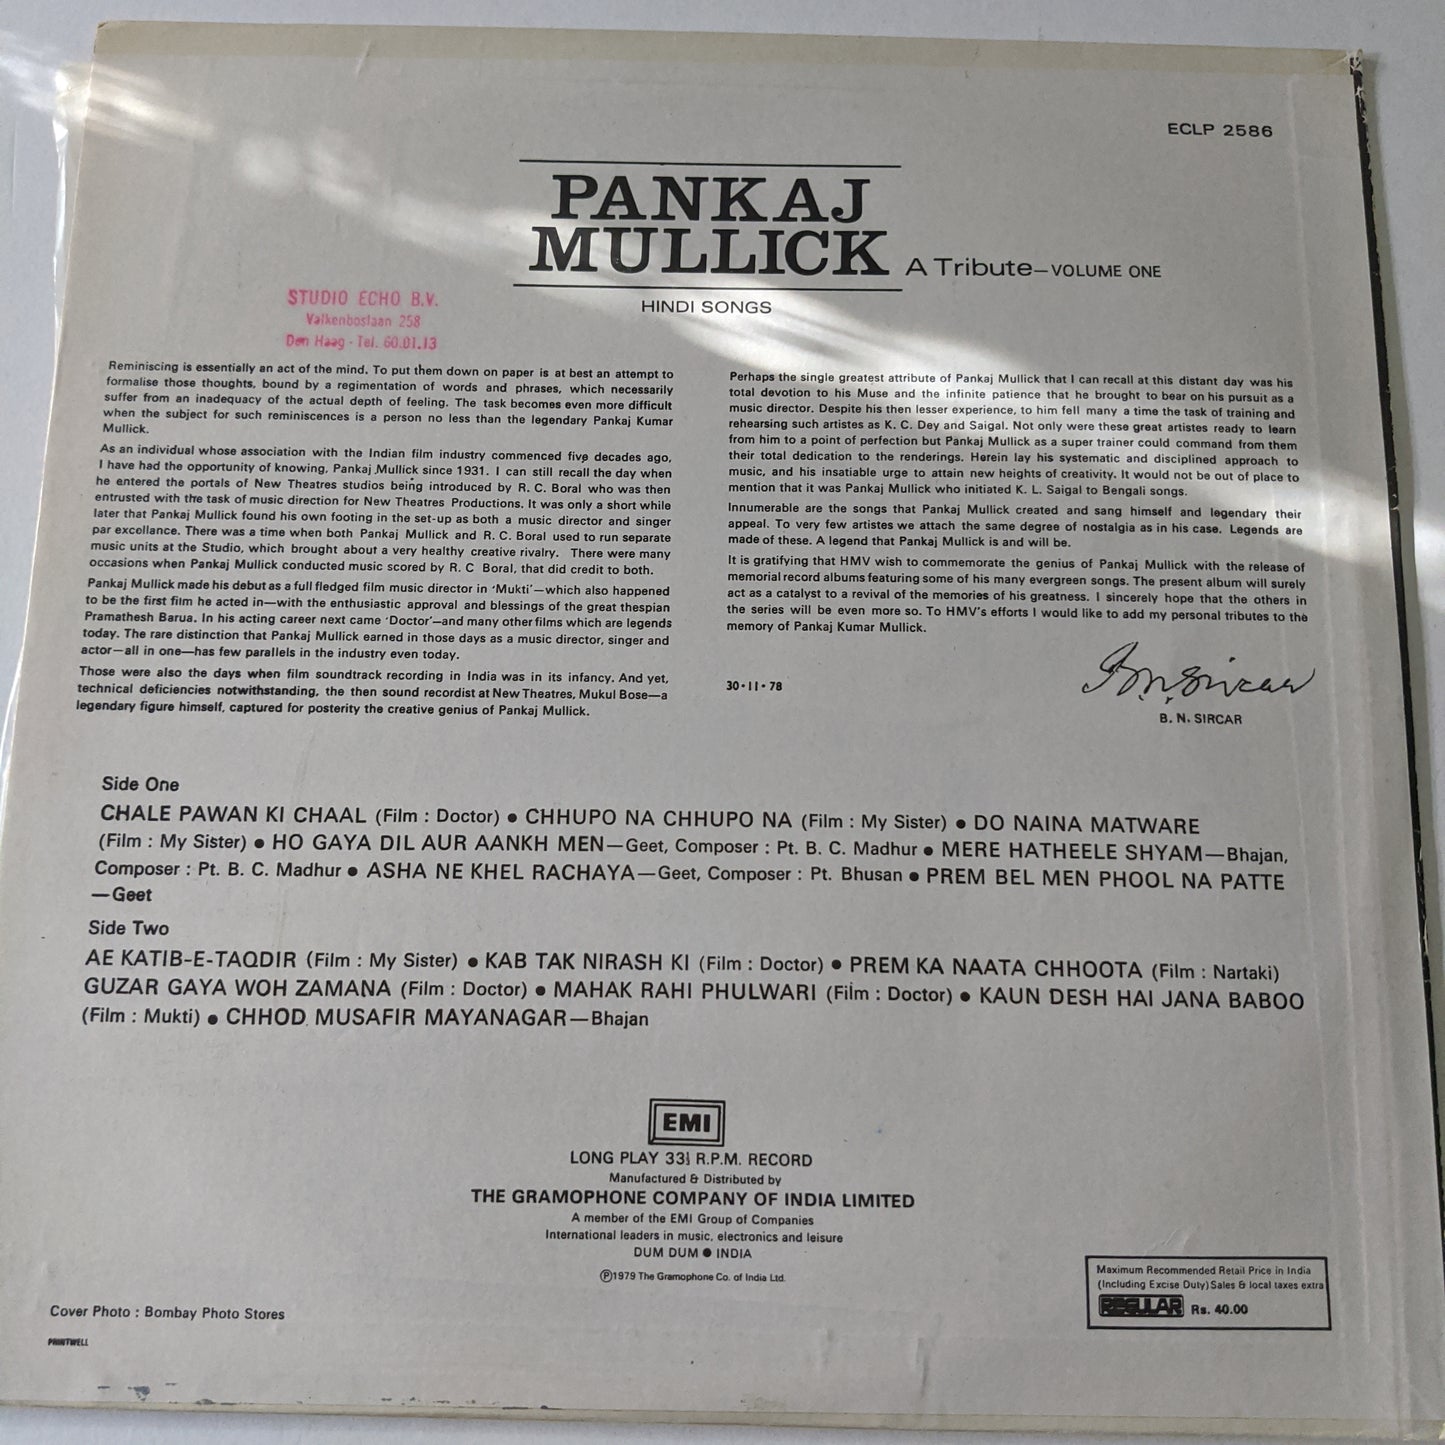 ECLP 2586
PANKAJ
MULLICK A Tribute—VOLUME ONE
HINDI SONGS
STUDIO ECHO B.V.
Valkenboslaan 258
Den Haag - Tel. 60.01.13
Reminiscing is essentially an act of the mind. To put them down on paper is at best an attempt to
formalise those thoughts, bound by a regimentation of words and phrases, which necessarily
suffer from an inadequacy of the actual depth of feeling. The task becomes even more difficult
when the subject for such reminiscences is a person no less than the legendary Pankaj Kumar
Mullick.
As an individual whose association with the Indian film industry commenced five decades ago,
I have had the opportunity of knowing, Pankaj Mullick since 1931. I can still recall the day when
he entered the portals of New Theatres studios being introduced by R. C. Boral who was then
entrusted with the task of music direction for New Theatres Productions. It was only a short while
later that Pankaj Mullick found his own footing in the set-up as both a music director and singer
par excellance. There was a time when both Pankaj Mullick and R. C. Boral used to run separate
music units at the Studio, which brought about a very healthy creative rivalry. There were many
occasions when Pankaj Mullick conducted music scored by R. C Boral, that did credit to both.
Pankaj Mullick made his debut as a full fledged film music director in 'Mukti'—which also happened
to be the first film he acted in—with the enthusiastic approval and blessings of the great thespian
Pramathesh Barua. In his acting career next came 'Doctor'—and many other films which are legends
today. The rare distinction that Pankaj Mullick earned in those days as a music director, singer and
actor—all in one—has few parallels in the industry even today.
Those were also the days when film soundtrack recording in India was in its infancy. And yet,
technical deficiencies notwithstanding, the then sound recordist at New Theatres, Mukul Bose—a
legendary figure himself, captured for posterity the creative genius of Pankaj Mullick.
Perhaps the single greatest attribute of Pankaj Mullick that I can recall at this distant day was his
total devotion to his Muse and the infinite patience that he brought to bear on his pursuit as a
music director. Despite his then lesser experience, to him fell many a time the task of training and
rehearsing such artistes as K. C. Dey and Saigal. Not only were these great artistes ready to learn
from him to a point of perfection but Pankaj Mullick as a super trainer could command from them
their total dedication to the renderings. Herein lay his systematic and disciplined approach to
music, and his insatiable urge to attain new heights of creativity. It would not be out of place to
mention that it was Pankaj Mullick who initiated K. L. Saigal to Bengali songs.
Innumerable are the songs that Pankaj Mullick created and sang himself and legendary their
appeal. To very few artistes we attach the same degree of nostalgia as in his case. Legends are
made of these. A legend that Pankaj Mullick is and will be.
It is gratifying that HMV wish to commemorate the genius of Pankaj Mullick with the release of
memorial record albums featuring some of his many evergreen songs. The present album will surely
act as a catalyst to a revival of the memories of his greatness. I sincerely hope that the others in
the series will be even more so. To HMV's efforts I would like to add my personal tributes to the
memory of Pankaj Kumar Mullick.
30·11·78
B.N. Sircar
B. N. SIRCAR
Side One
CHALE PAWAN KI CHAAL (Film : Doctor) ● CHHUPO NA CHHUPO NA (Film : My Sister) ● DO NAINA MATWARE
(Film : My Sister) ● HO GAYA DIL AUR AANKH MEN—Geet, Composer : Pt. B. C. Madhur ● MERE HATHEELE SHYAM—Bhajan,
Composer : Pt. B. C. Madhur ● ASHA NE KHEL RACHAYA—Geet, Composer : Pt. Bhusan ● PREM BEL MEN PHOOL NA PATTE
—Geet
Side Two
AE KATIB-E-TAQDIR (Film : My Sister) ● KAB TAK NIRASH KI (Film : Doctor) ● PREM KA NAATA CHHOOTA (Film : Nartaki)
GUZAR GAYA WOH ZAMANA (Film : Doctor) ● MAHAK RAHI PHULWARI (Film : Doctor) ● KAUN DESH HAI JANA BABOO
(Film : Mukti) ● CHHOD MUSAFIR MAYANAGAR—Bhajan
EMI
LONG PLAY 33⅓ R.P.M. RECORD
Manufactured & Distributed by
THE GRAMOPHONE COMPANY OF INDIA LIMITED
A member of the EMI Group of Companies
International leaders in music, electronics and leisure
DUM DUM ● INDIA
Ⓟ1979 The Gramophone Co. of India Ltd.
Maximum Recommended Retail Price in India
(Including Excise Duty) Sales & local taxes extra
REGULAR Rs. 40.00
Cover Photo : Bombay Photo Stores
PRINTWELL